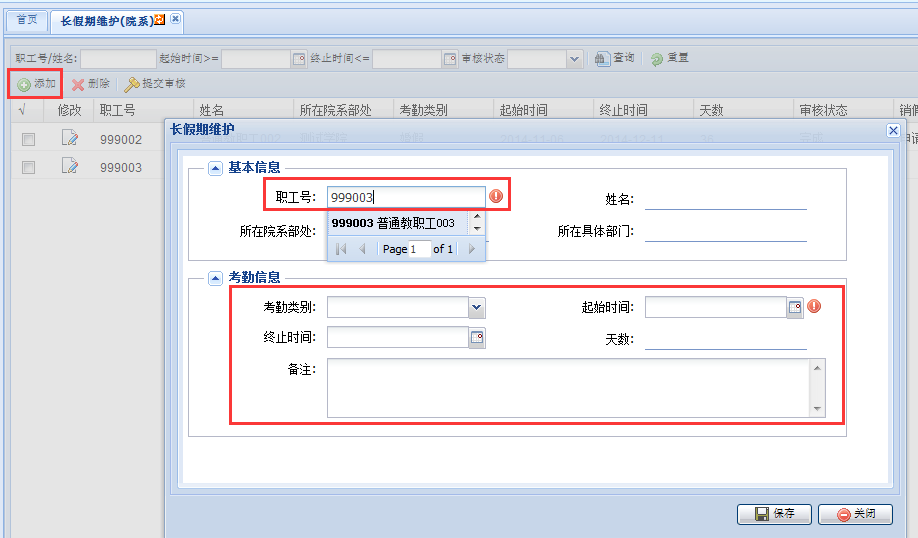 首页 长假期维护(院系)
职工号/姓名: 起始时间>= 终止时间<= 审核状态 查询 重置
添加 删除 提交审核
√ 修改 职工号 姓名 所在院系部处 考勤类别 起始时间 终止时间 天数 审核状态 销假
999002
999003
长假期维护
基本信息
职工号: 999003 姓名:
999003 普通教职工003
所在院系部处: 所在具体部门:
Page 1 of 1
考勤信息
考勤类别: 起始时间:
终止时间: 天数:
备注:
保存 关闭